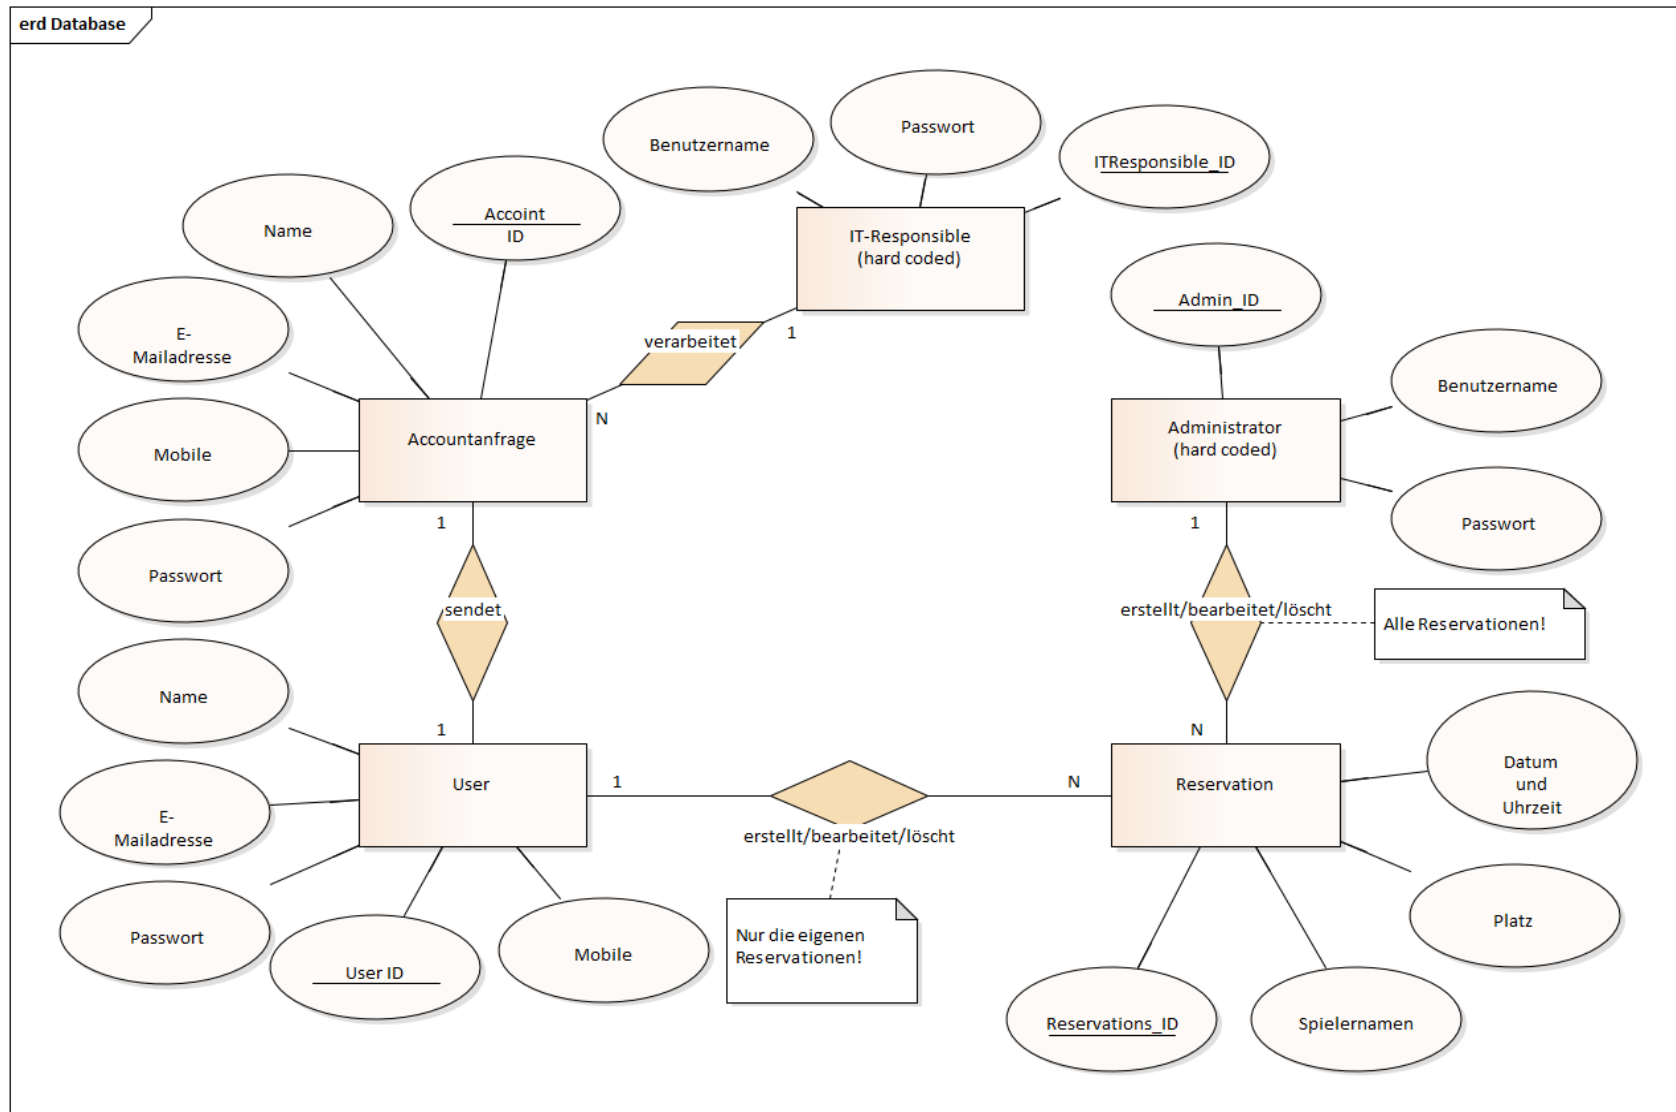 erd Database
Benutzername
Passwort
ITResponsible_ID
Name
Accoint
ID
IT-Responsible
(hard coded)
Admin_ID
E-
Mailadresse
verarbeitet
1
N
Benutzername
Accountanfrage
Administrator
(hard coded)
Mobile
Passwort
1
1
Passwort
sendet
erstellt/bearbeitet/löscht
Alle Reservationen!
Name
1
N
User
1
N
Reservation
Datum
und
Uhrzeit
E-
Mailadresse
erstellt/bearbeitet/löscht
Passwort
User ID
Mobile
Nur die eigenen
Reservationen!
Platz
Reservations_ID
Spielernamen